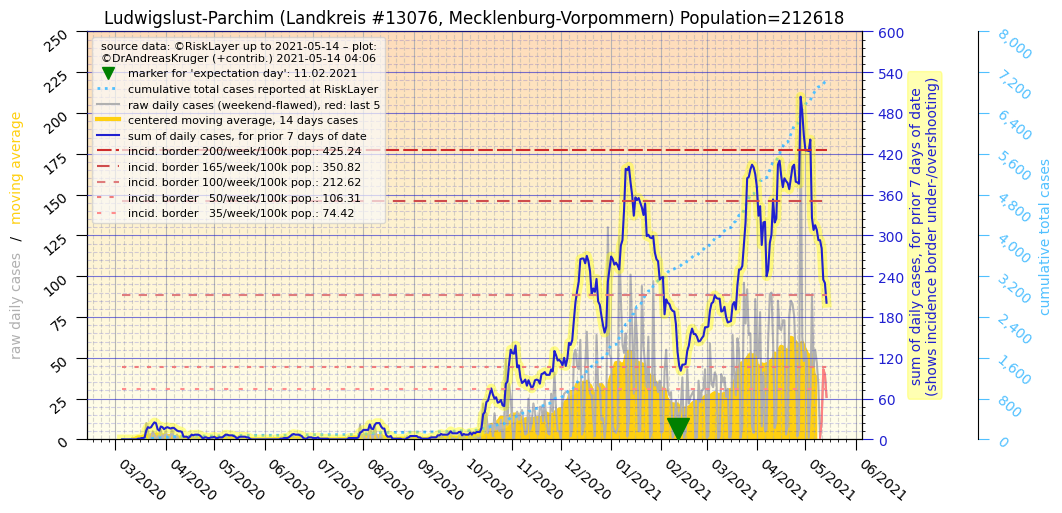 Ludwigslust-Parchim (Landkreis #13076, Mecklenburg-Vorpommern) Population=212618
source data: ©RiskLayer up to 2021-05-14 – plot:
©DrAndreasKruger (+contrib.) 2021-05-14 04:06
marker for 'expectation day': 11.02.2021
cumulative total cases reported at RiskLayer
raw daily cases (weekend-flawed), red: last 5
centered moving average, 14 days cases
sum of daily cases, for prior 7 days of date
incid. border 200/week/100k pop.: 425.24
incid. border 165/week/100k pop.: 350.82
incid. border 100/week/100k pop.: 212.62
incid. border   50/week/100k pop.: 106.31
incid. border   35/week/100k pop.: 74.42
raw daily cases   /   moving average
250
225
200
175
150
125
100
75
50
25
0
03/2020
04/2020
05/2020
06/2020
07/2020
08/2020
09/2020
10/2020
11/2020
12/2020
01/2021
02/2021
03/2021
04/2021
05/2021
06/2021
600
540
480
420
360
300
240
180
120
60
0
sum of daily cases, for prior 7 days of date
(shows incidence border under-/overshooting)
8,000
7,200
6,400
5,600
4,800
4,000
3,200
2,400
1,600
800
0
cumulative total cases